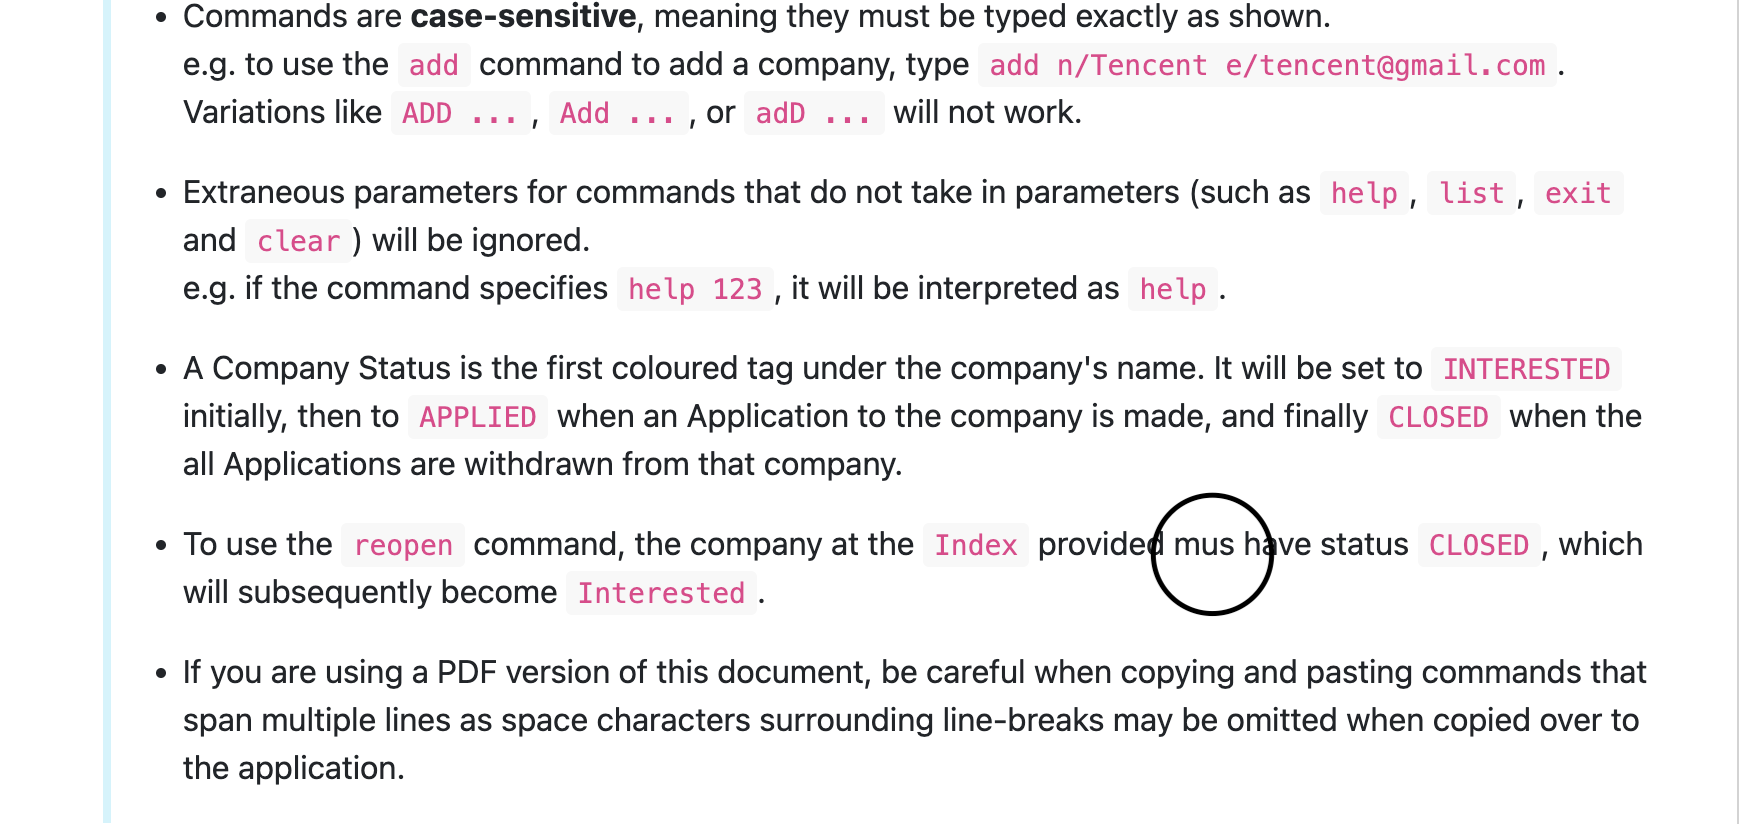 • Commands are case-sensitive, meaning they must be typed exactly as shown.
e.g. to use the add command to add a company, type add n/Tencent e/tencent@gmail.com .
Variations like ADD ... , Add ... , or adD ... will not work.
• Extraneous parameters for commands that do not take in parameters (such as help , list , exit
and clear ) will be ignored.
e.g. if the command specifies help 123 , it will be interpreted as help .
• A Company Status is the first coloured tag under the company's name. It will be set to INTERESTED
initially, then to APPLIED when an Application to the company is made, and finally CLOSED when the
all Applications are withdrawn from that company.
• To use the reopen command, the company at the Index provided mus have status CLOSED , which
will subsequently become Interested .
• If you are using a PDF version of this document, be careful when copying and pasting commands that
span multiple lines as space characters surrounding line-breaks may be omitted when copied over to
the application.